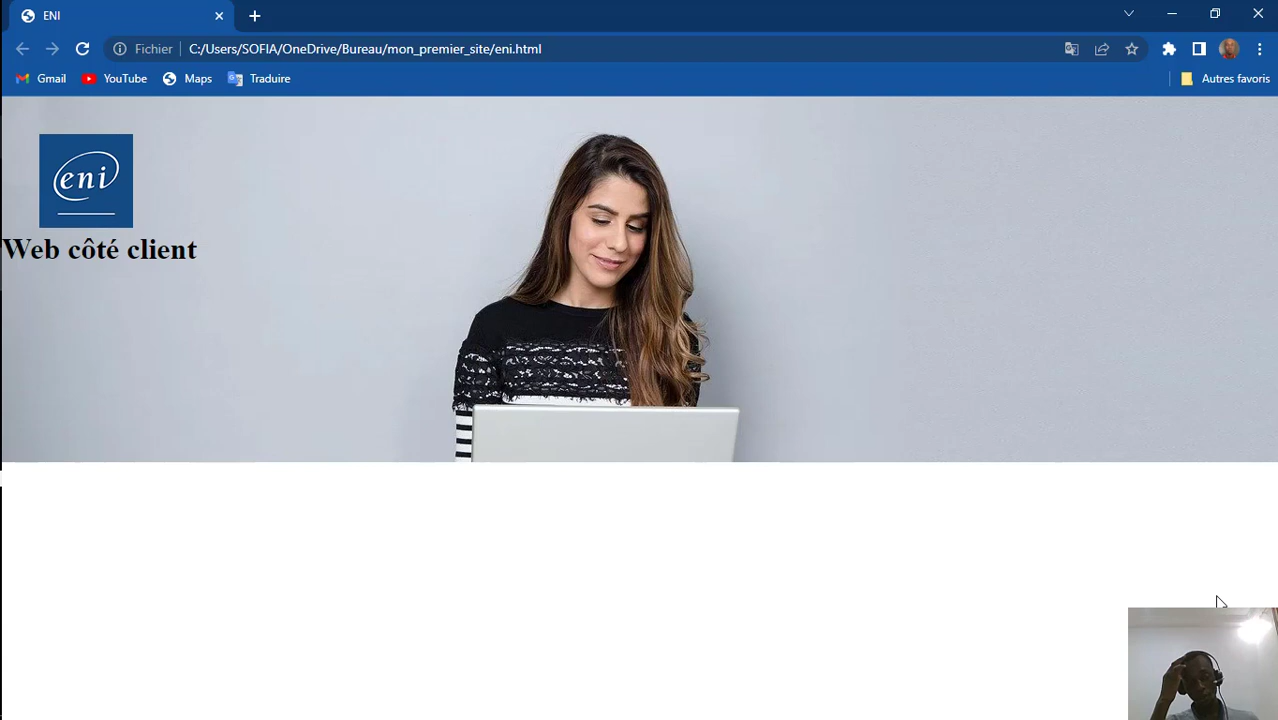 ENI
Fichier C:/Users/SOFIA/OneDrive/Bureau/mon_premier_site/eni.html
Gmail YouTube Maps Traduire Autres favoris
eni
Web côté client